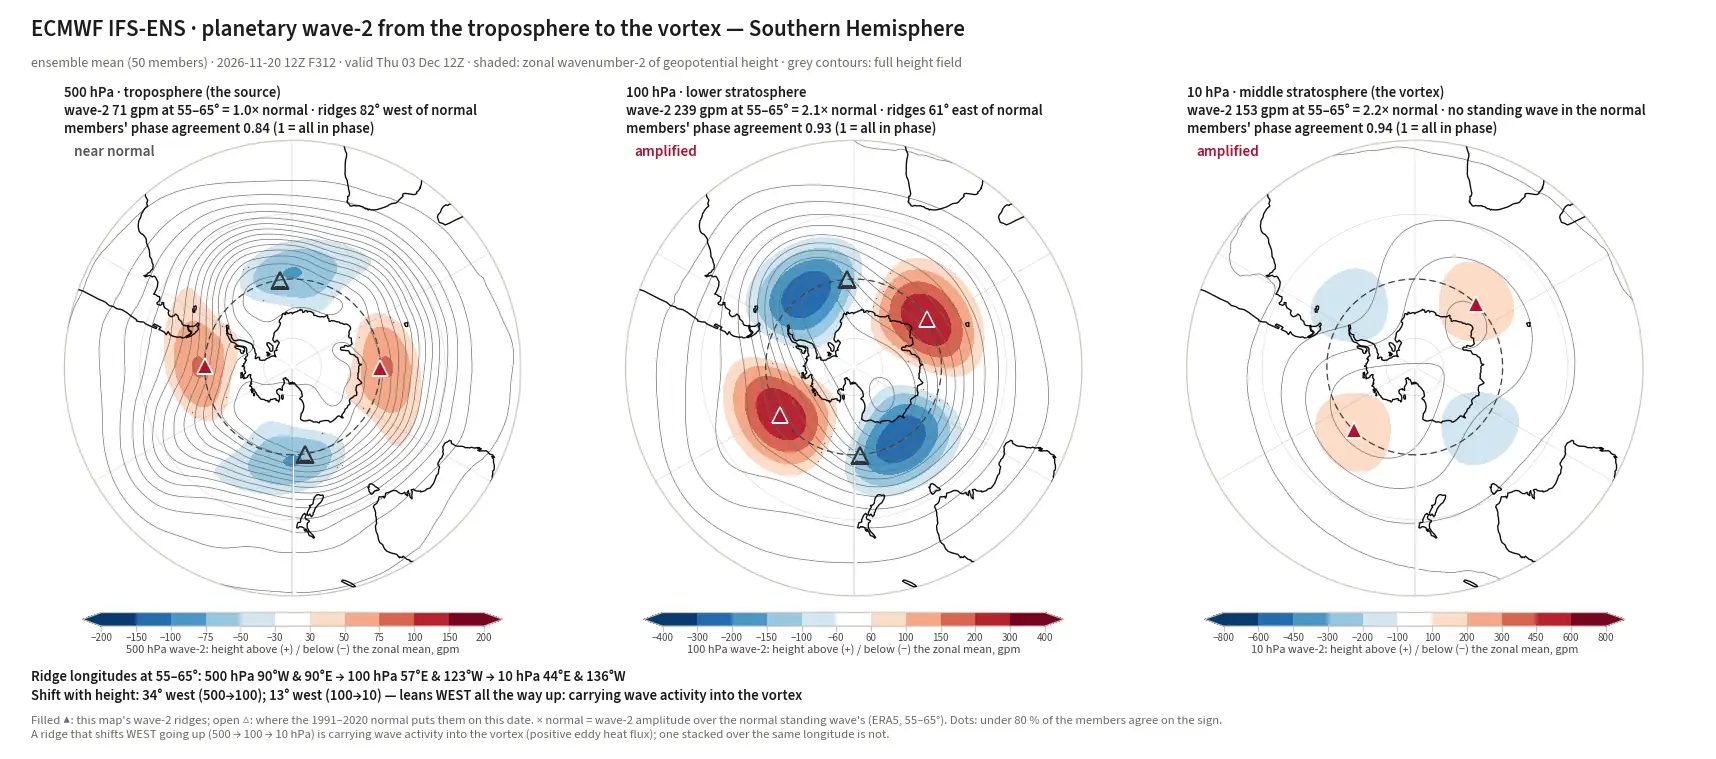 ECMWF IFS-ENS · planetary wave-2 from the troposphere to the vortex — Southern Hemisphere
ensemble mean (50 members) · 2026-11-20 12Z F312 · valid Thu 03 Dec 12Z · shaded: zonal wavenumber-2 of geopotential height · grey contours: full height field
500 hPa · troposphere (the source)
wave-2 71 gpm at 55–65° = 1.0× normal · ridges 82° west of normal
members' phase agreement 0.84 (1 = all in phase)
near normal
100 hPa · lower stratosphere
wave-2 239 gpm at 55–65° = 2.1× normal · ridges 61° east of normal
members' phase agreement 0.93 (1 = all in phase)
amplified
10 hPa · middle stratosphere (the vortex)
wave-2 153 gpm at 55–65° = 2.2× normal · no standing wave in the normal
members' phase agreement 0.94 (1 = all in phase)
amplified
−200 −150 −100 −75 −50 −30 30 50 75 100 150 200
500 hPa wave-2: height above (+) / below (−) the zonal mean, gpm
−400 −300 −200 −150 −100 −60 60 100 150 200 300 400
100 hPa wave-2: height above (+) / below (−) the zonal mean, gpm
−800 −600 −450 −300 −200 −100 100 200 300 450 600 800
10 hPa wave-2: height above (+) / below (−) the zonal mean, gpm
Ridge longitudes at 55–65°: 500 hPa 90°W & 90°E → 100 hPa 57°E & 123°W → 10 hPa 44°E & 136°W
Shift with height: 34° west (500→100); 13° west (100→10) — leans WEST all the way up: carrying wave activity into the vortex
Filled ▲: this map's wave-2 ridges; open △: where the 1991–2020 normal puts them on this date. × normal = wave-2 amplitude over the normal standing wave's (ERA5, 55–65°). Dots: under 80 % of the members agree on the sign.
A ridge that shifts WEST going up (500 → 100 → 10 hPa) is carrying wave activity into the vortex (positive eddy heat flux); one stacked over the same longitude is not.